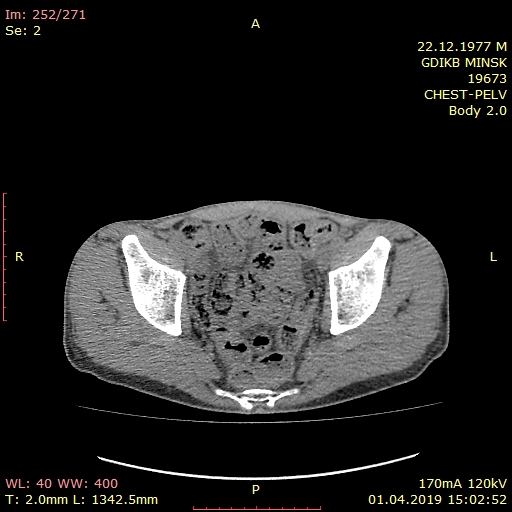 Im: 252/271
Se: 2
A
22.12.1977 M
GDIKB MINSK
19673
CHEST-PELV
Body 2.0
R
L
WL: 40 WW: 400
T: 2.0mm L: 1342.5mm
P
170mA 120kV
01.04.2019 15:02:52